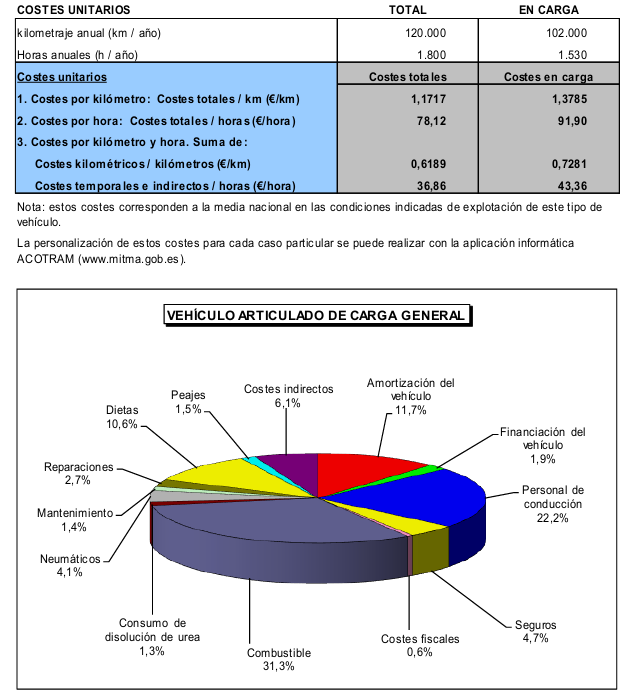 COSTES UNITARIOS TOTAL EN CARGA
kilometraje anual (km / año) 120.000 102.000
Horas anuales (h / año) 1.800 1.530
Costes unitarios Costes totales Costes en carga
1. Costes por kilómetro: Costes totales / km (€/km) 1,1717 1,3785
2. Costes por hora: Costes totales / horas (€/hora) 78,12 91,90
3. Costes por kilómetro y hora. Suma de:
Costes kilométricos / kilómetros (€/km) 0,6189 0,7281
Costes temporales e indirectos / horas (€/hora) 36,86 43,36
Nota: estos costes corresponden a la media nacional en las condiciones indicadas de explotación de este tipo de
vehículo.
La personalización de estos costes para cada caso particular se puede realizar con la aplicación informática
ACOTRAM (www.mitma.gob.es).
VEHÍCULO ARTICULADO DE CARGA GENERAL
Costes indirectos
6,1%
Amortización del
vehículo
11,7%
Peajes
1,5%
Dietas
10,6%
Financiación del
vehículo
1,9%
Reparaciones
2,7%
Personal de
conducción
22,2%
Mantenimiento
1,4%
Neumáticos
4,1%
Consumo de
disolución de urea
1,3%
Combustible
31,3%
Costes fiscales
0,6%
Seguros
4,7%